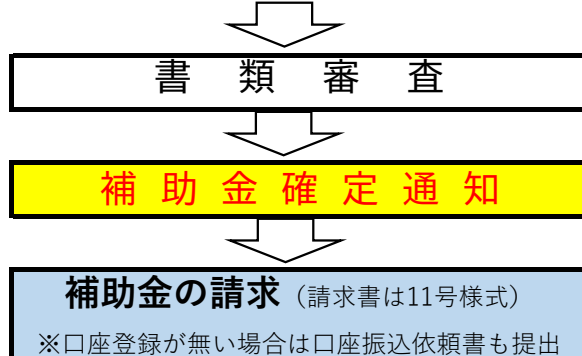 書類審査
補助金確定通知
補助金の請求（請求書は11号様式）
※口座登録が無い場合は口座振込依頼書も提出